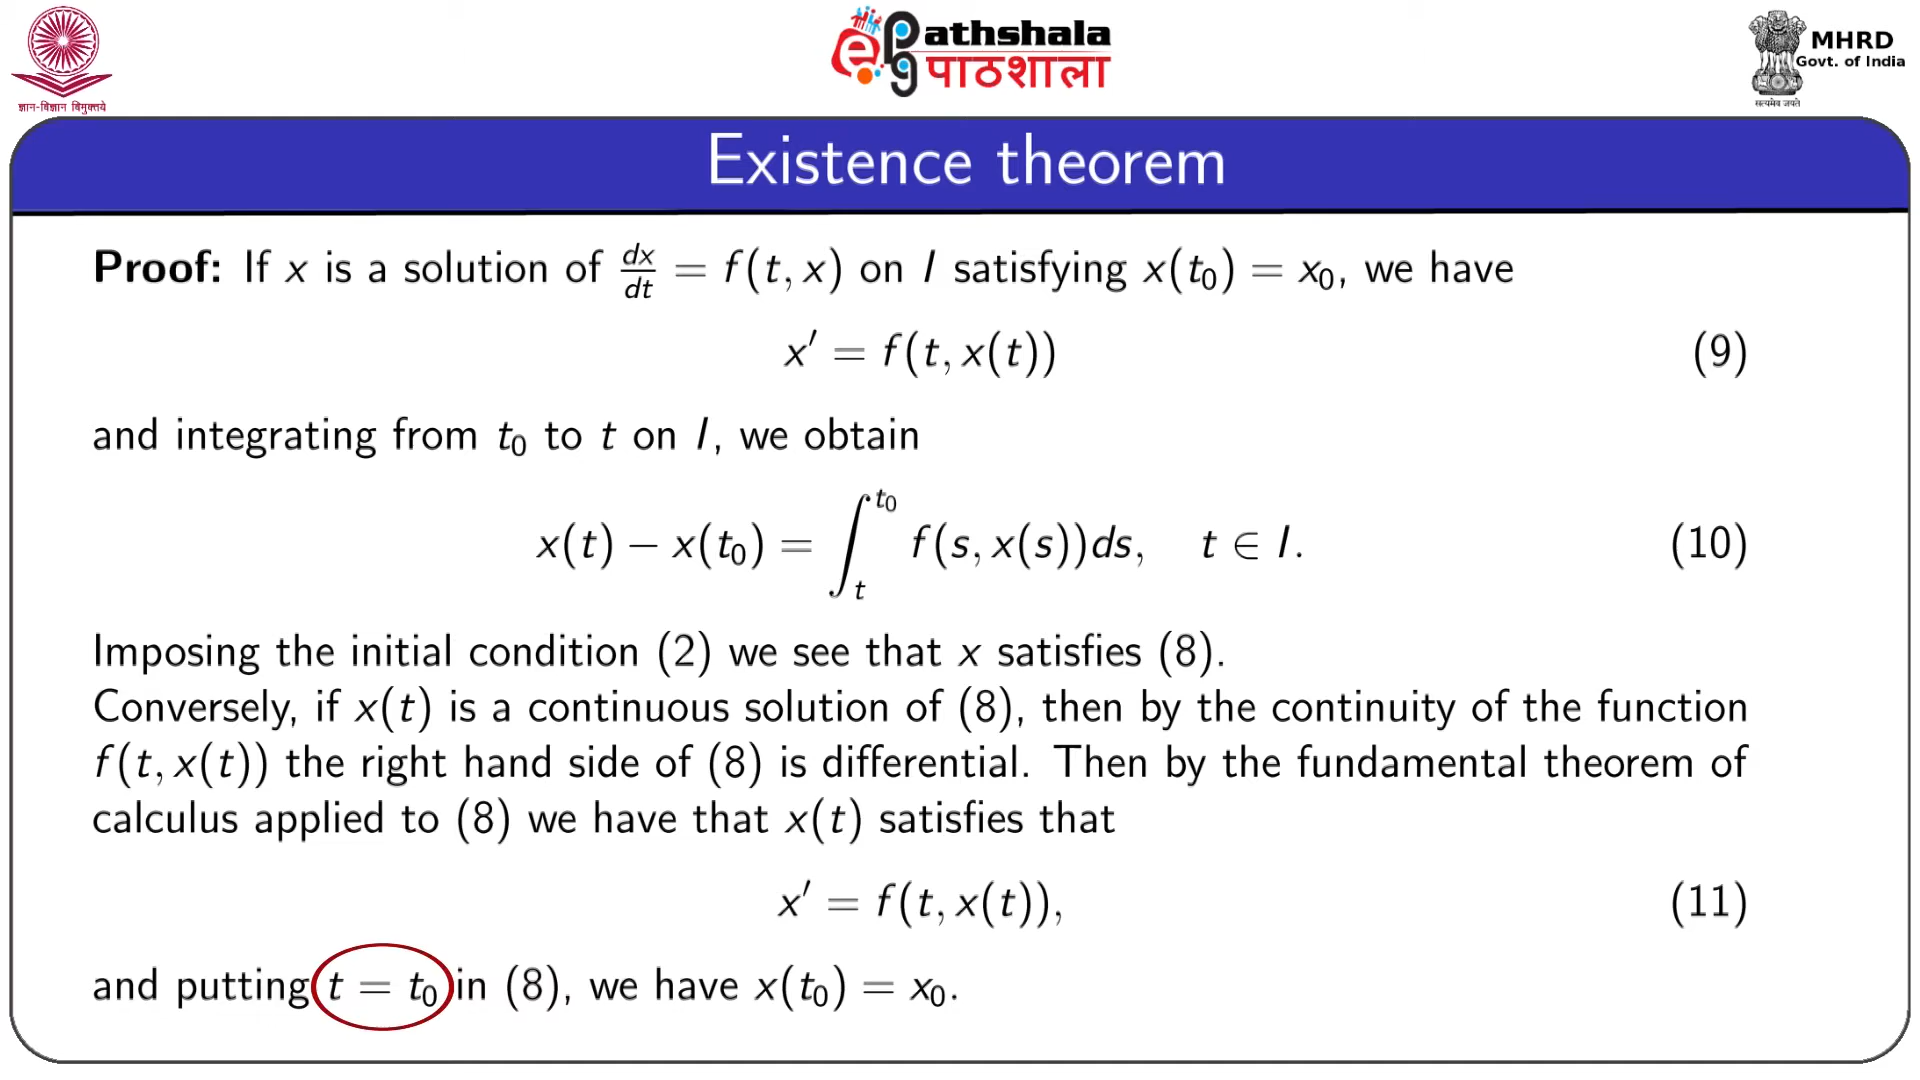 ज्ञान-विज्ञान विमुक्तये
ePG Pathshala
पाठशाला
MHRD
Govt. of India
सत्यमेव जयते
Existence theorem
Proof: If x is a solution of dx/dt = f(t, x) on I satisfying x(t₀) = x₀, we have
x′ = f(t, x(t)) (9)
and integrating from t₀ to t on I, we obtain
x(t) − x(t₀) = ∫ₜ^{t₀} f(s, x(s))ds, t ∈ I. (10)
Imposing the initial condition (2) we see that x satisfies (8).
Conversely, if x(t) is a continuous solution of (8), then by the continuity of the function
f(t, x(t)) the right hand side of (8) is differential. Then by the fundamental theorem of
calculus applied to (8) we have that x(t) satisfies that
x′ = f(t, x(t)), (11)
and putting t = t₀ in (8), we have x(t₀) = x₀.